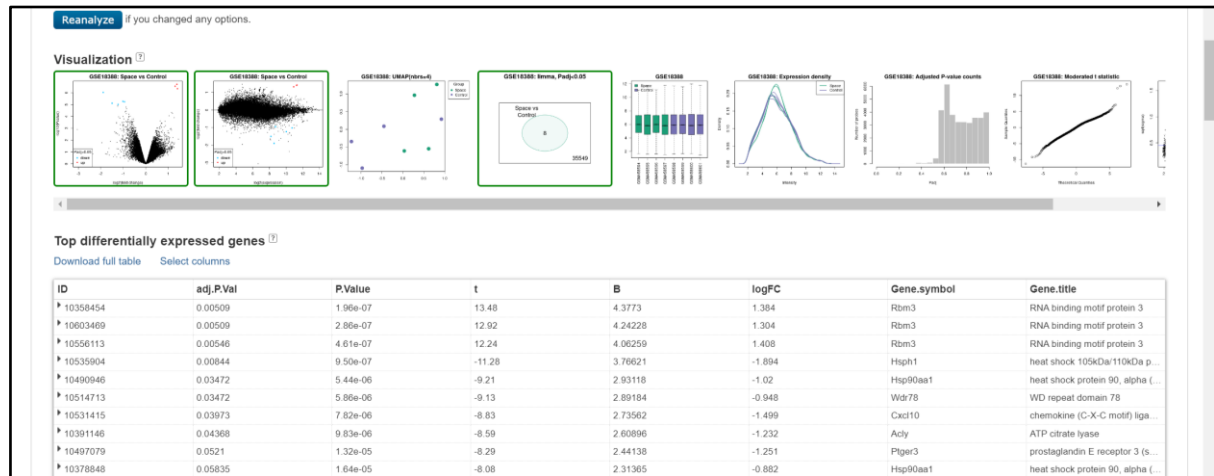 Reanalyze if you changed any options.
Visualization ?
GSE18388: Space vs Control
GSE18388: Space vs Control
GSE18388: UMAP(nbrs=4)
GSE18388: limma, Padj<0.05
GSE18388
GSE18388: Expression density
GSE18388: Adjusted P-value counts
GSE18388: Moderated t statistic
Group
Space
Control
Space vs
Control
0
35549
Space
Control
Top differentially expressed genes ?
Download full table Select columns
ID adj.P.Val P.Value t B logFC Gene.symbol Gene.title
10358454 0.00509 1.96e-07 13.48 4.3773 1.384 Rbm3 RNA binding motif protein 3
10603469 0.00509 2.86e-07 12.92 4.24228 1.304 Rbm3 RNA binding motif protein 3
10556113 0.00546 4.61e-07 12.24 4.06259 1.408 Rbm3 RNA binding motif protein 3
10535904 0.00844 9.50e-07 -11.28 3.76621 -1.894 Hsph1 heat shock 105kDa/110kDa p...
10490946 0.03472 5.44e-06 -9.21 2.93118 -1.02 Hsp90aa1 heat shock protein 90, alpha (...
10514713 0.03472 5.86e-06 -9.13 2.89184 -0.948 Wdr78 WD repeat domain 78
10531415 0.03973 7.82e-06 -8.83 2.73562 -1.499 Cxcl10 chemokine (C-X-C motif) liga...
10391146 0.04368 9.83e-06 -8.59 2.60896 -1.232 Acly ATP citrate lyase
10497079 0.0521 1.32e-05 -8.29 2.44138 -1.251 Ptger3 prostaglandin E receptor 3 (s...
10378848 0.05835 1.64e-05 -8.08 2.31365 -0.882 Hsp90aa1 heat shock protein 90, alpha (...